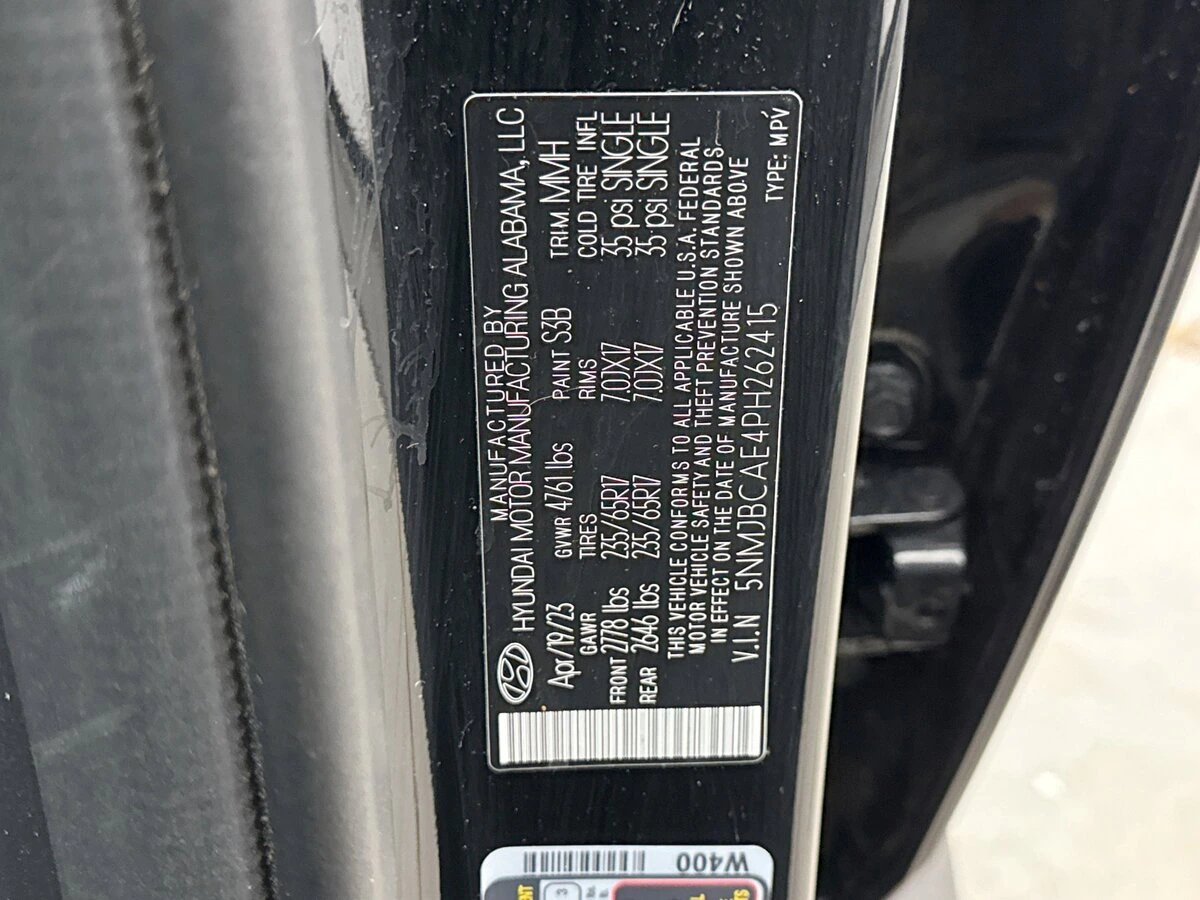 MANUFACTURED BY
HYUNDAI MOTOR MANUFACTURING ALABAMA, LLC
Apr/19/23 GVWR 4761 lbs PAINT S3B TRIM MMH
GAWR TIRES RIMS COLD TIRE INFL
FRONT 2778 lbs 235/65R17 7.0JX17 35 psi SINGLE
REAR 2646 lbs 235/65R17 7.0JX17 35 psi SINGLE
THIS VEHICLE CONFORMS TO ALL APPLICABLE U.S.A. FEDERAL
MOTOR VEHICLE SAFETY AND THEFT PREVENTION STANDARDS
IN EFFECT ON THE DATE OF MANUFACTURE SHOWN ABOVE
V.I.N 5NMJBCAE4PH262415
TYPE: MPV
W400